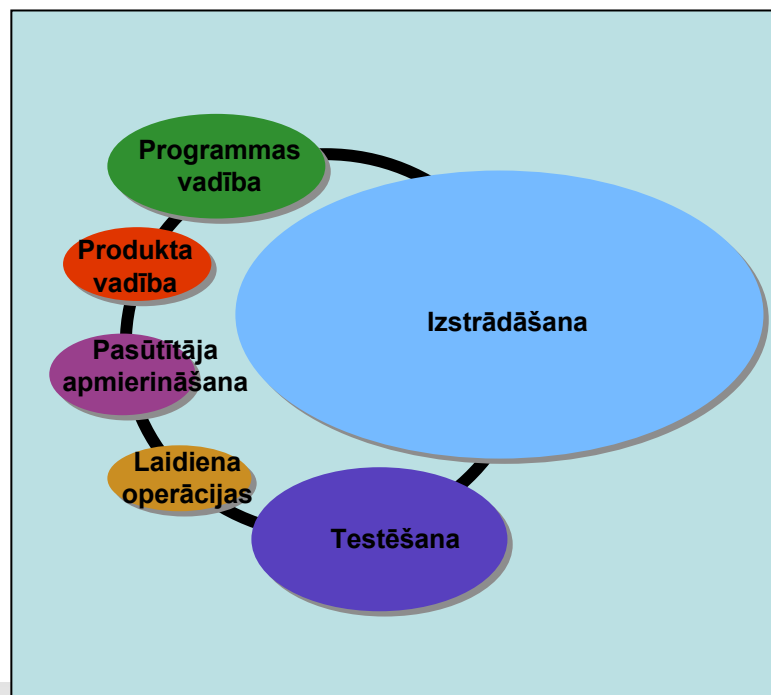 Programmas
vadība
Produkta
vadība
Izstrādāšana
Pasūtītāja
apmierināšana
Laidiena
operācijas
Testēšana